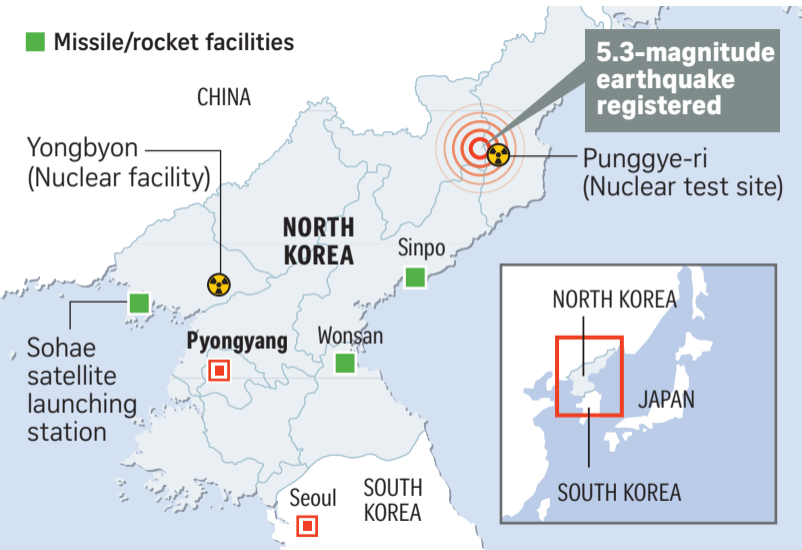 Missile/rocket facilities
5.3-magnitude
earthquake
registered
CHINA
Yongbyon
(Nuclear facility)
Punggye-ri
(Nuclear test site)
NORTH
KOREA
Sinpo
Pyongyang
Wonsan
Sohae
satellite
launching
station
Seoul
SOUTH
KOREA
NORTH KOREA
JAPAN
SOUTH KOREA